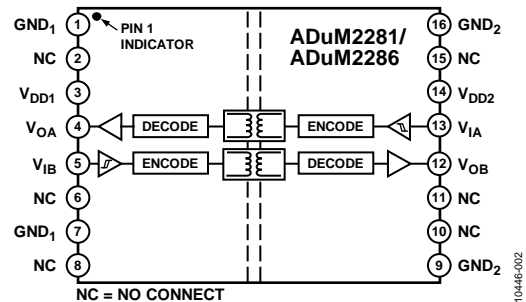 GND1 1 PIN 1 INDICATOR ADuM2281/ADuM2286 16 GND2
NC 2 15 NC
VDD1 3 14 VDD2
VOA 4 DECODE ENCODE 13 VIA
VIB 5 ENCODE DECODE 12 VOB
NC 6 11 NC
GND1 7 10 NC
NC 8 9 GND2
NC = NO CONNECT
10446-002